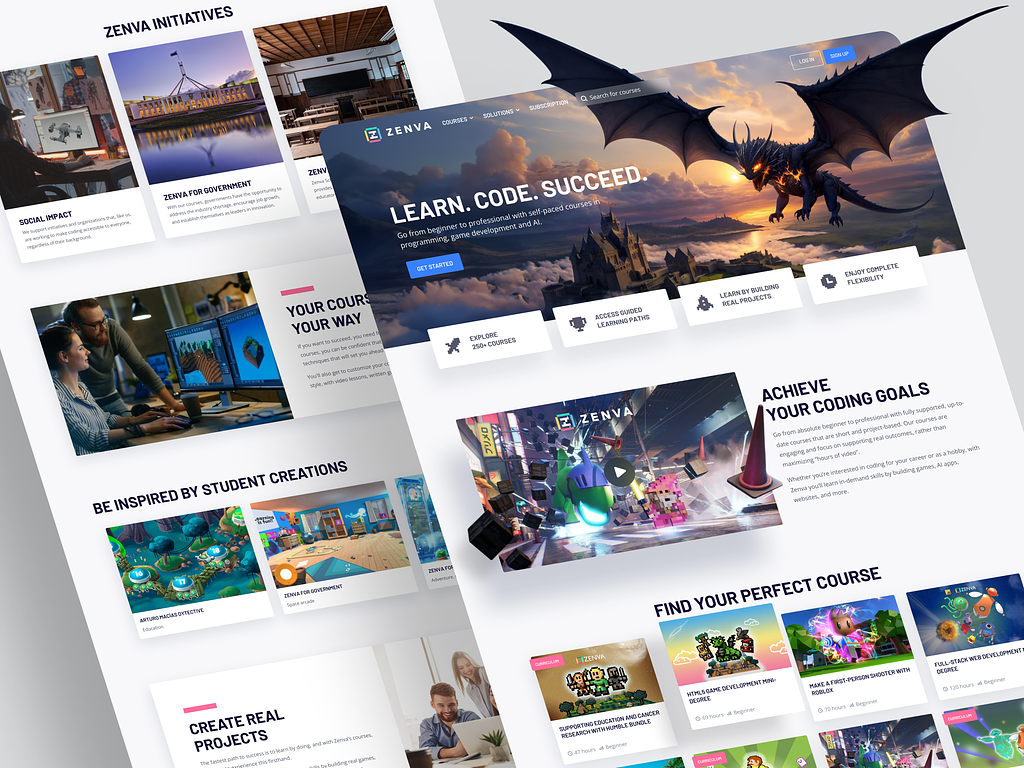 ZENVA INITIATIVES
SOCIAL IMPACT
We support initiatives and organizations that, like us,
are working to make coding accessible to everyone,
regardless of their background.
ZENVA FOR GOVERNMENT
With our courses, governments have the opportunity to
address the industry shortage, encourage job growth,
and establish themselves as leaders in innovation.
YOUR
YOUR WAY
If you want to succeed, you need
courses, you can be confident that
techniques that will set you ahead
You'll also get to customize your
style, with video lessons, written
BE INSPIRED BY STUDENT CREATIONS
ARTURO MACÍAS DYTECTIVE
Education
ZENVA FOR GOVERNMENT
Space arcade
ZENVA
Adventure
CREATE REAL
PROJECTS
The fastest path to success is to learn by doing, and with Zenva's courses,
experience this firsthand.
skills by building real games,
ZENVA
COURSES
SOLUTIONS
SUBSCRIPTION
Search for courses
LOG IN
SIGN UP
LEARN. CODE. SUCCEED.
Go from beginner to professional with self-paced courses in
programming, game development and AI.
GET STARTED
EXPLORE
250+ COURSES
ACCESS GUIDED
LEARNING PATHS
LEARN BY BUILDING
REAL PROJECTS
ENJOY COMPLETE
FLEXIBILITY
ZENVA
ACHIEVE
YOUR CODING GOALS
Go from absolute beginner to professional with fully supported, up-to-
date courses that are short and project-based. Our courses are
engaging and focus on supporting real outcomes, rather than
maximizing "hours of video".
Whether you're interested in coding for your career or as a hobby, with
Zenva you'll learn in-demand skills by building games, AI apps,
websites, and more.
FIND YOUR PERFECT COURSE
CURRICULUM
ZENVA
SUPPORTING EDUCATION AND CANCER
RESEARCH WITH HUMBLE BUNDLE
47 hours
Beginner
HTML5 GAME DEVELOPMENT MINI-
DEGREE
69 hours
Beginner
MAKE A FIRST-PERSON SHOOTER WITH
ROBLOX
70 hours
Beginner
ZENVA
FULL-STACK WEB DEVELOPMENT
DEGREE
120 hours
Beginner
CURRICULUM
CURRICULUM